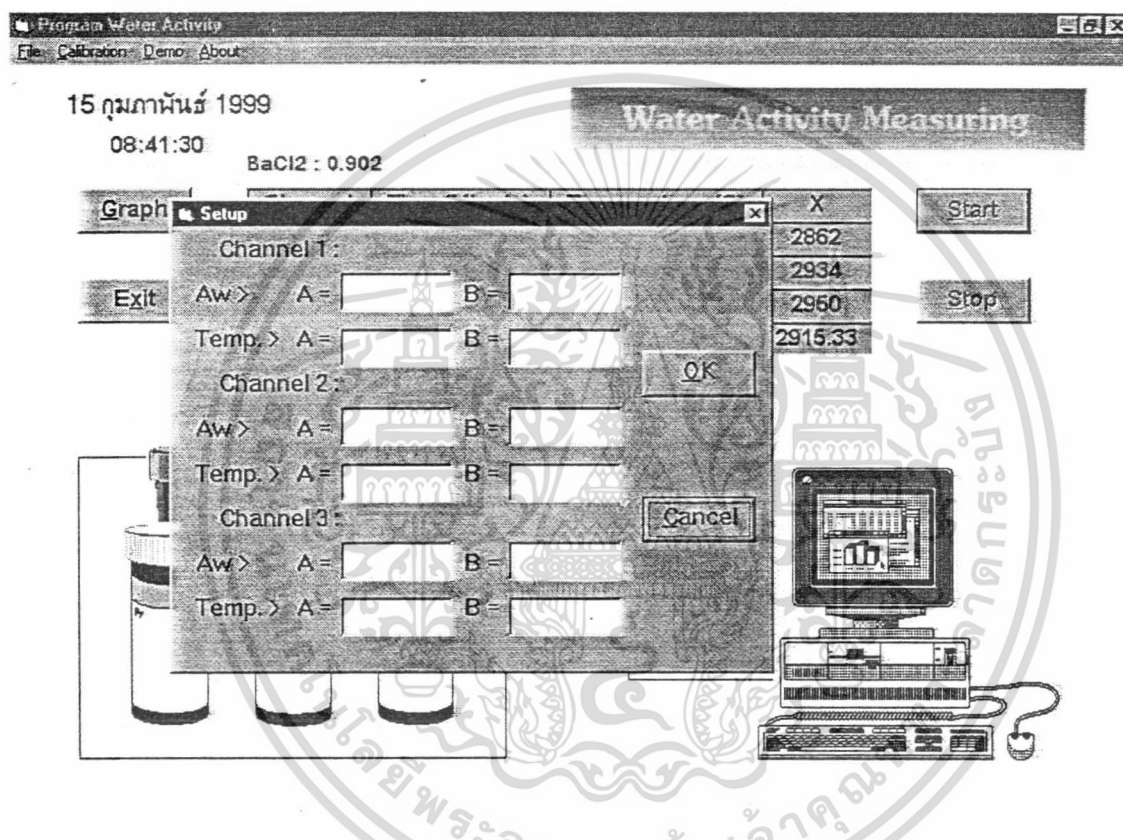 Program Water Activity
File Calibration Demo About
15 กุมภาพันธ์ 1999
Water Activity Measuring
08:41:30
BaCl2 : 0.902
Graph
X
Start
2862
2934
Exit
2960
Stop
2915.33
Setup
Channel 1 :
Aw > A = B =
Temp. > A = B =
OK
Channel 2 :
Aw > A = B =
Temp. > A = B =
Cancel
Channel 3 :
Aw > A = B =
Temp. > A = B =